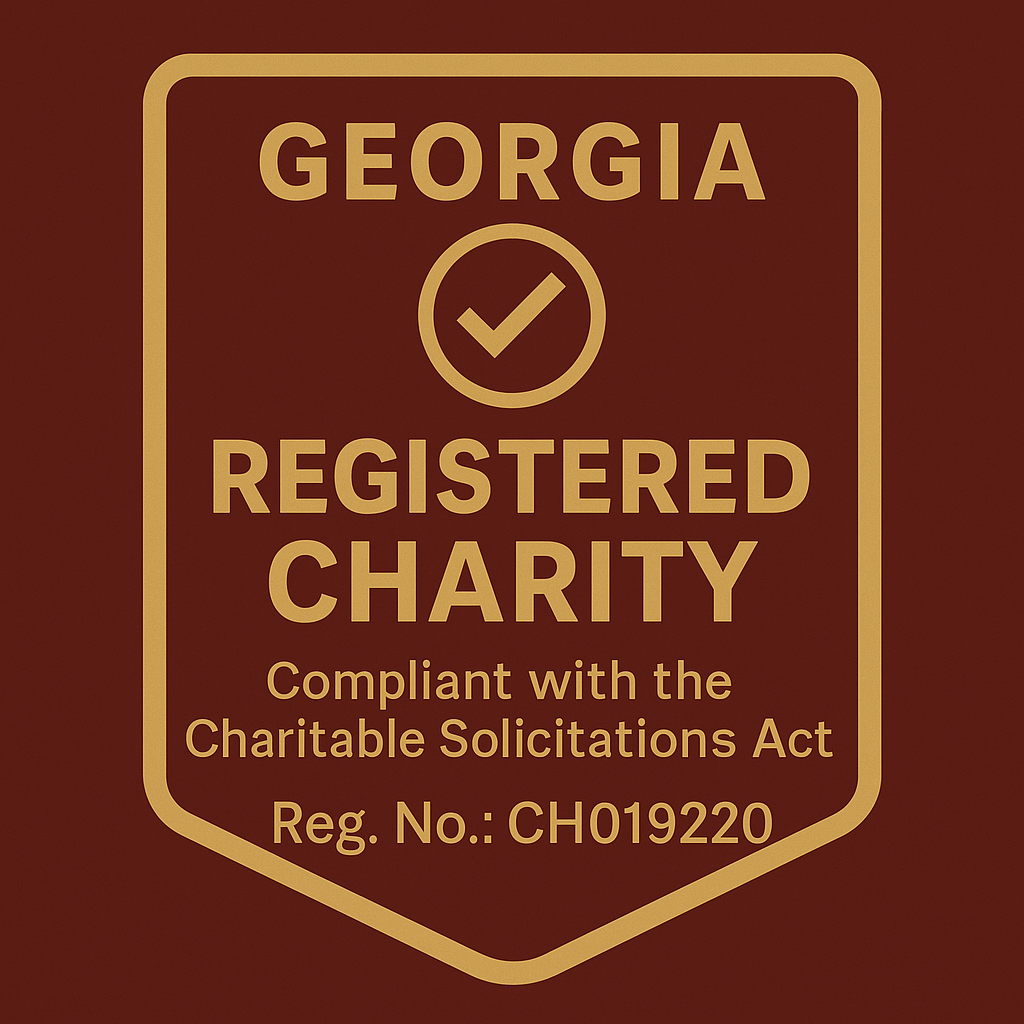 GEORGIA
REGISTERED
CHARITY
Compliant with the
Charitable Solicitations Act
Reg. No.: CH019220